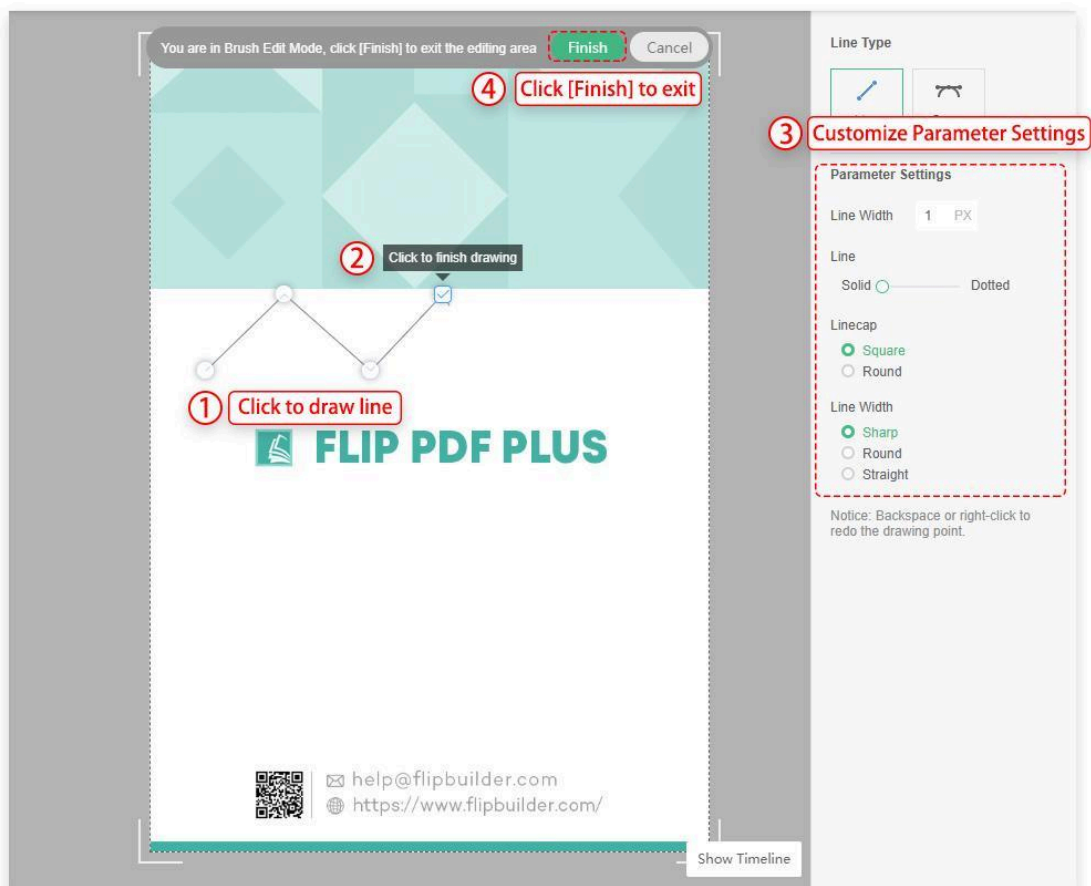 You are in Brush Edit Mode, click [Finish] to exit the editing area Finish Cancel
④ Click [Finish] to exit
② Click to finish drawing
① Click to draw line
FLIP PDF PLUS
help@flipbuilder.com
https://www.flipbuilder.com/
Show Timeline
Line Type
③ Customize Parameter Settings
Parameter Settings
Line Width 1 PX
Line
Solid Dotted
Linecap
Square
Round
Line Width
Sharp
Round
Straight
Notice: Backspace or right-click to
redo the drawing point.